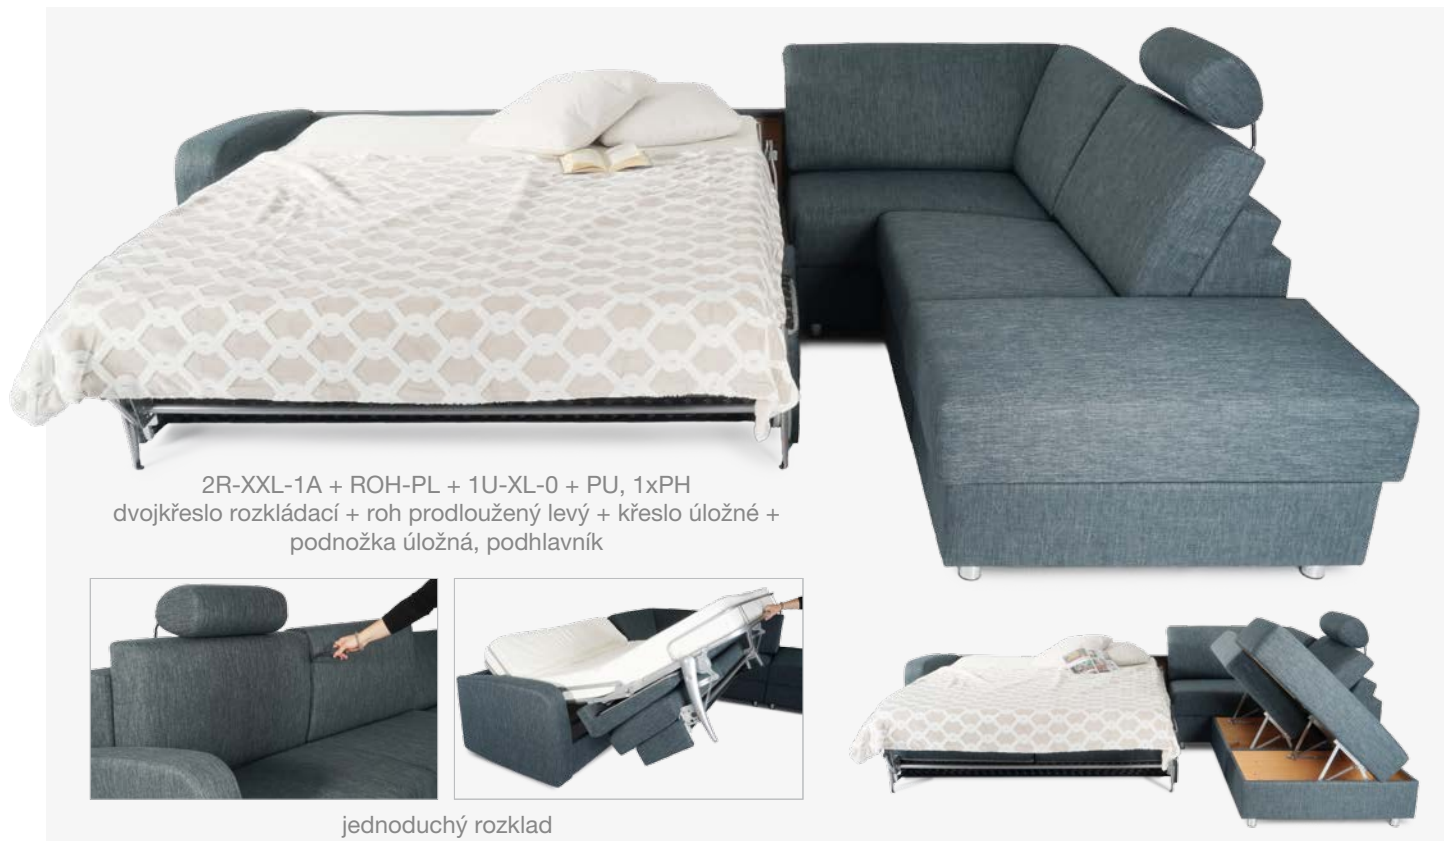 2R-XXL-1A + ROH-PL + 1U-XL-0 + PU, 1xPH
dvojkřeslo rozkládací + roh prodloužený levý + křeslo úložné +
podnožka úložná, podhlavník
jednoduchý rozklad